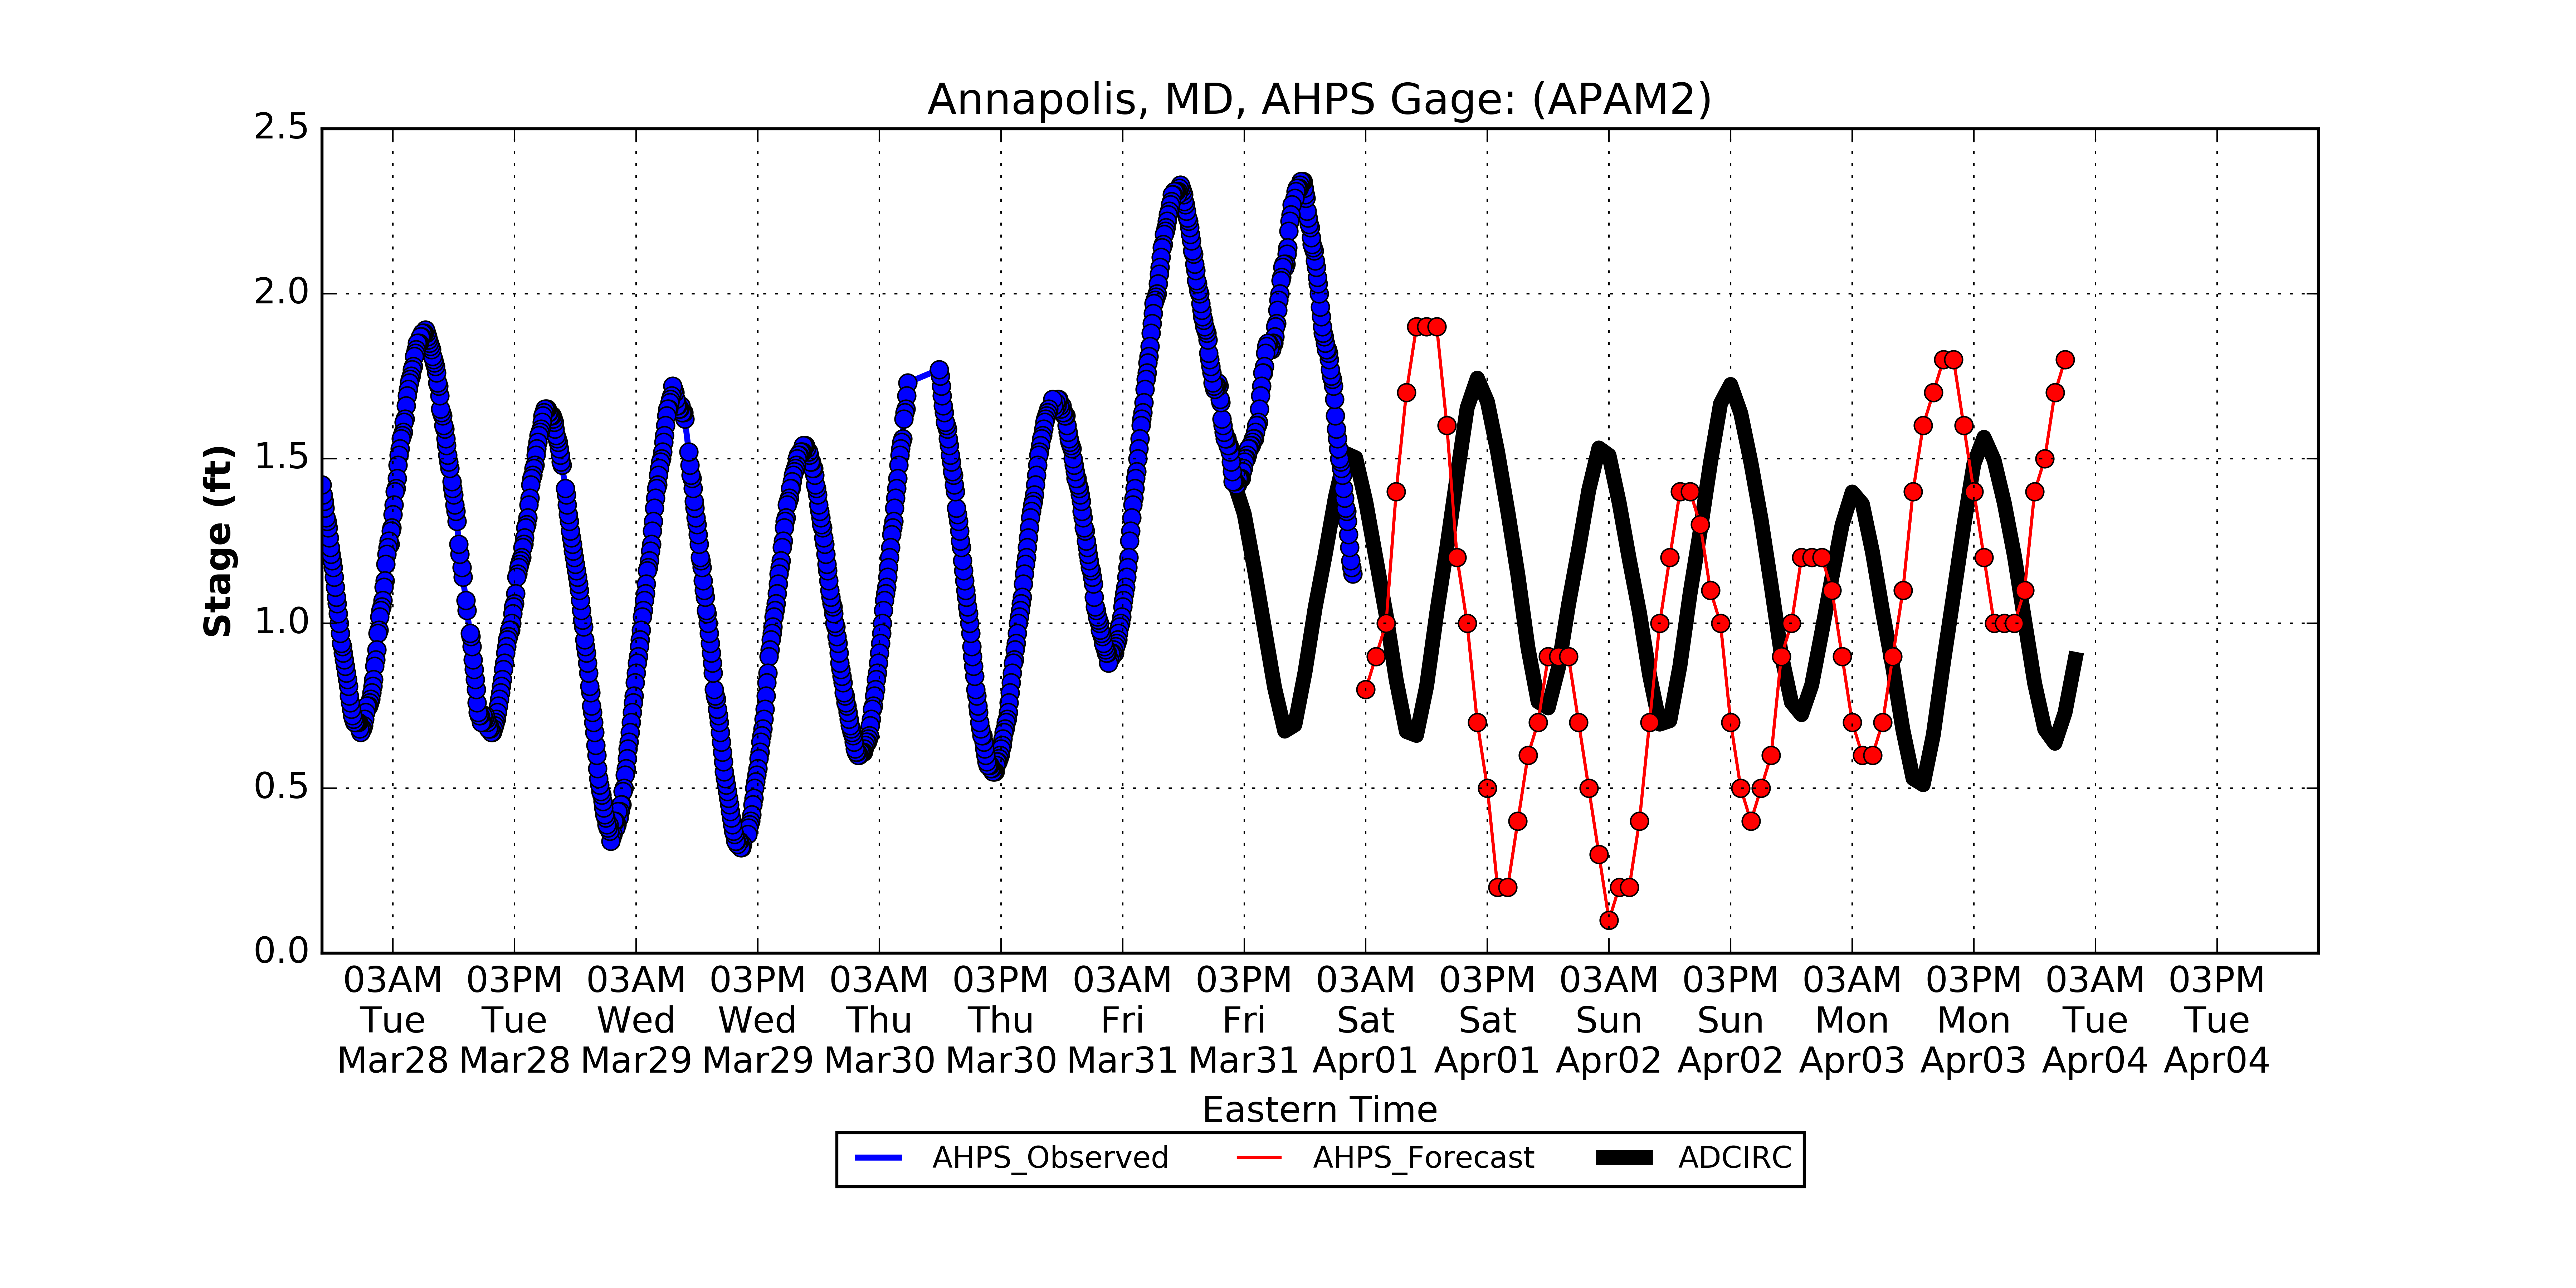 Annapolis, MD, AHPS Gage: (APAM2)
2.5
2.0
1.5
1.0
0.5
0.0
Stage (ft)
03AM 03PM 03AM 03PM 03AM 03PM 03AM 03PM 03AM 03PM 03AM 03PM 03AM 03PM 03AM 03PM
Tue Tue Wed Wed Thu Thu Fri Fri Sat Sat Sun Sun Mon Mon Tue Tue
Mar28 Mar28 Mar29 Mar29 Mar30 Mar30 Mar31 Mar31 Apr01 Apr01 Apr02 Apr02 Apr03 Apr03 Apr04 Apr04
Eastern Time
AHPS_Observed AHPS_Forecast ADCIRC